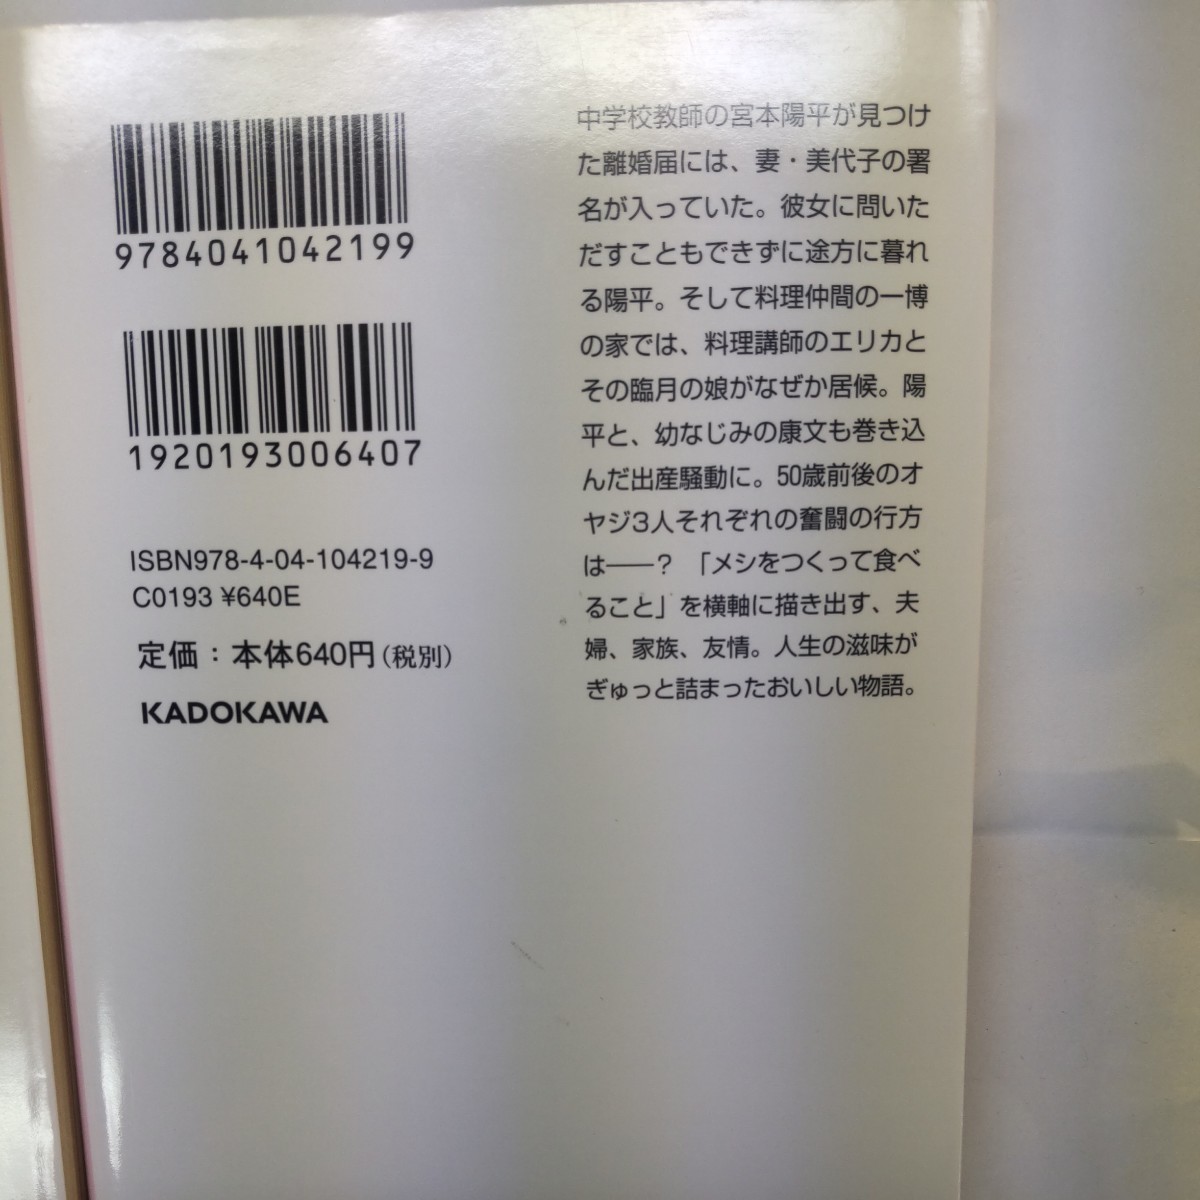 9784041042199
1920193006407
ISBN978-4-04-104219-9
C0193 ¥640E
定価：本体640円（税別）
KADOKAWA
中学校教師の宮本陽平が見つけ
た離婚届には、妻・美代子の署
名が入っていた。彼女に問いた
だすこともできずに途方に暮れ
る陽平。そして料理仲間の一博
の家では、料理講師のエリカと
その臨月の娘がなぜか居候。陽
平と、幼なじみの康文も巻き込
んだ出産騒動に。50歳前後のオ
ヤジ3人それぞれの奮闘の行方
は――？　「メシをつくって食べ
ること」を横軸に描き出す、夫
婦、家族、友情。人生の滋味が
ぎゅっと詰まったおいしい物語。